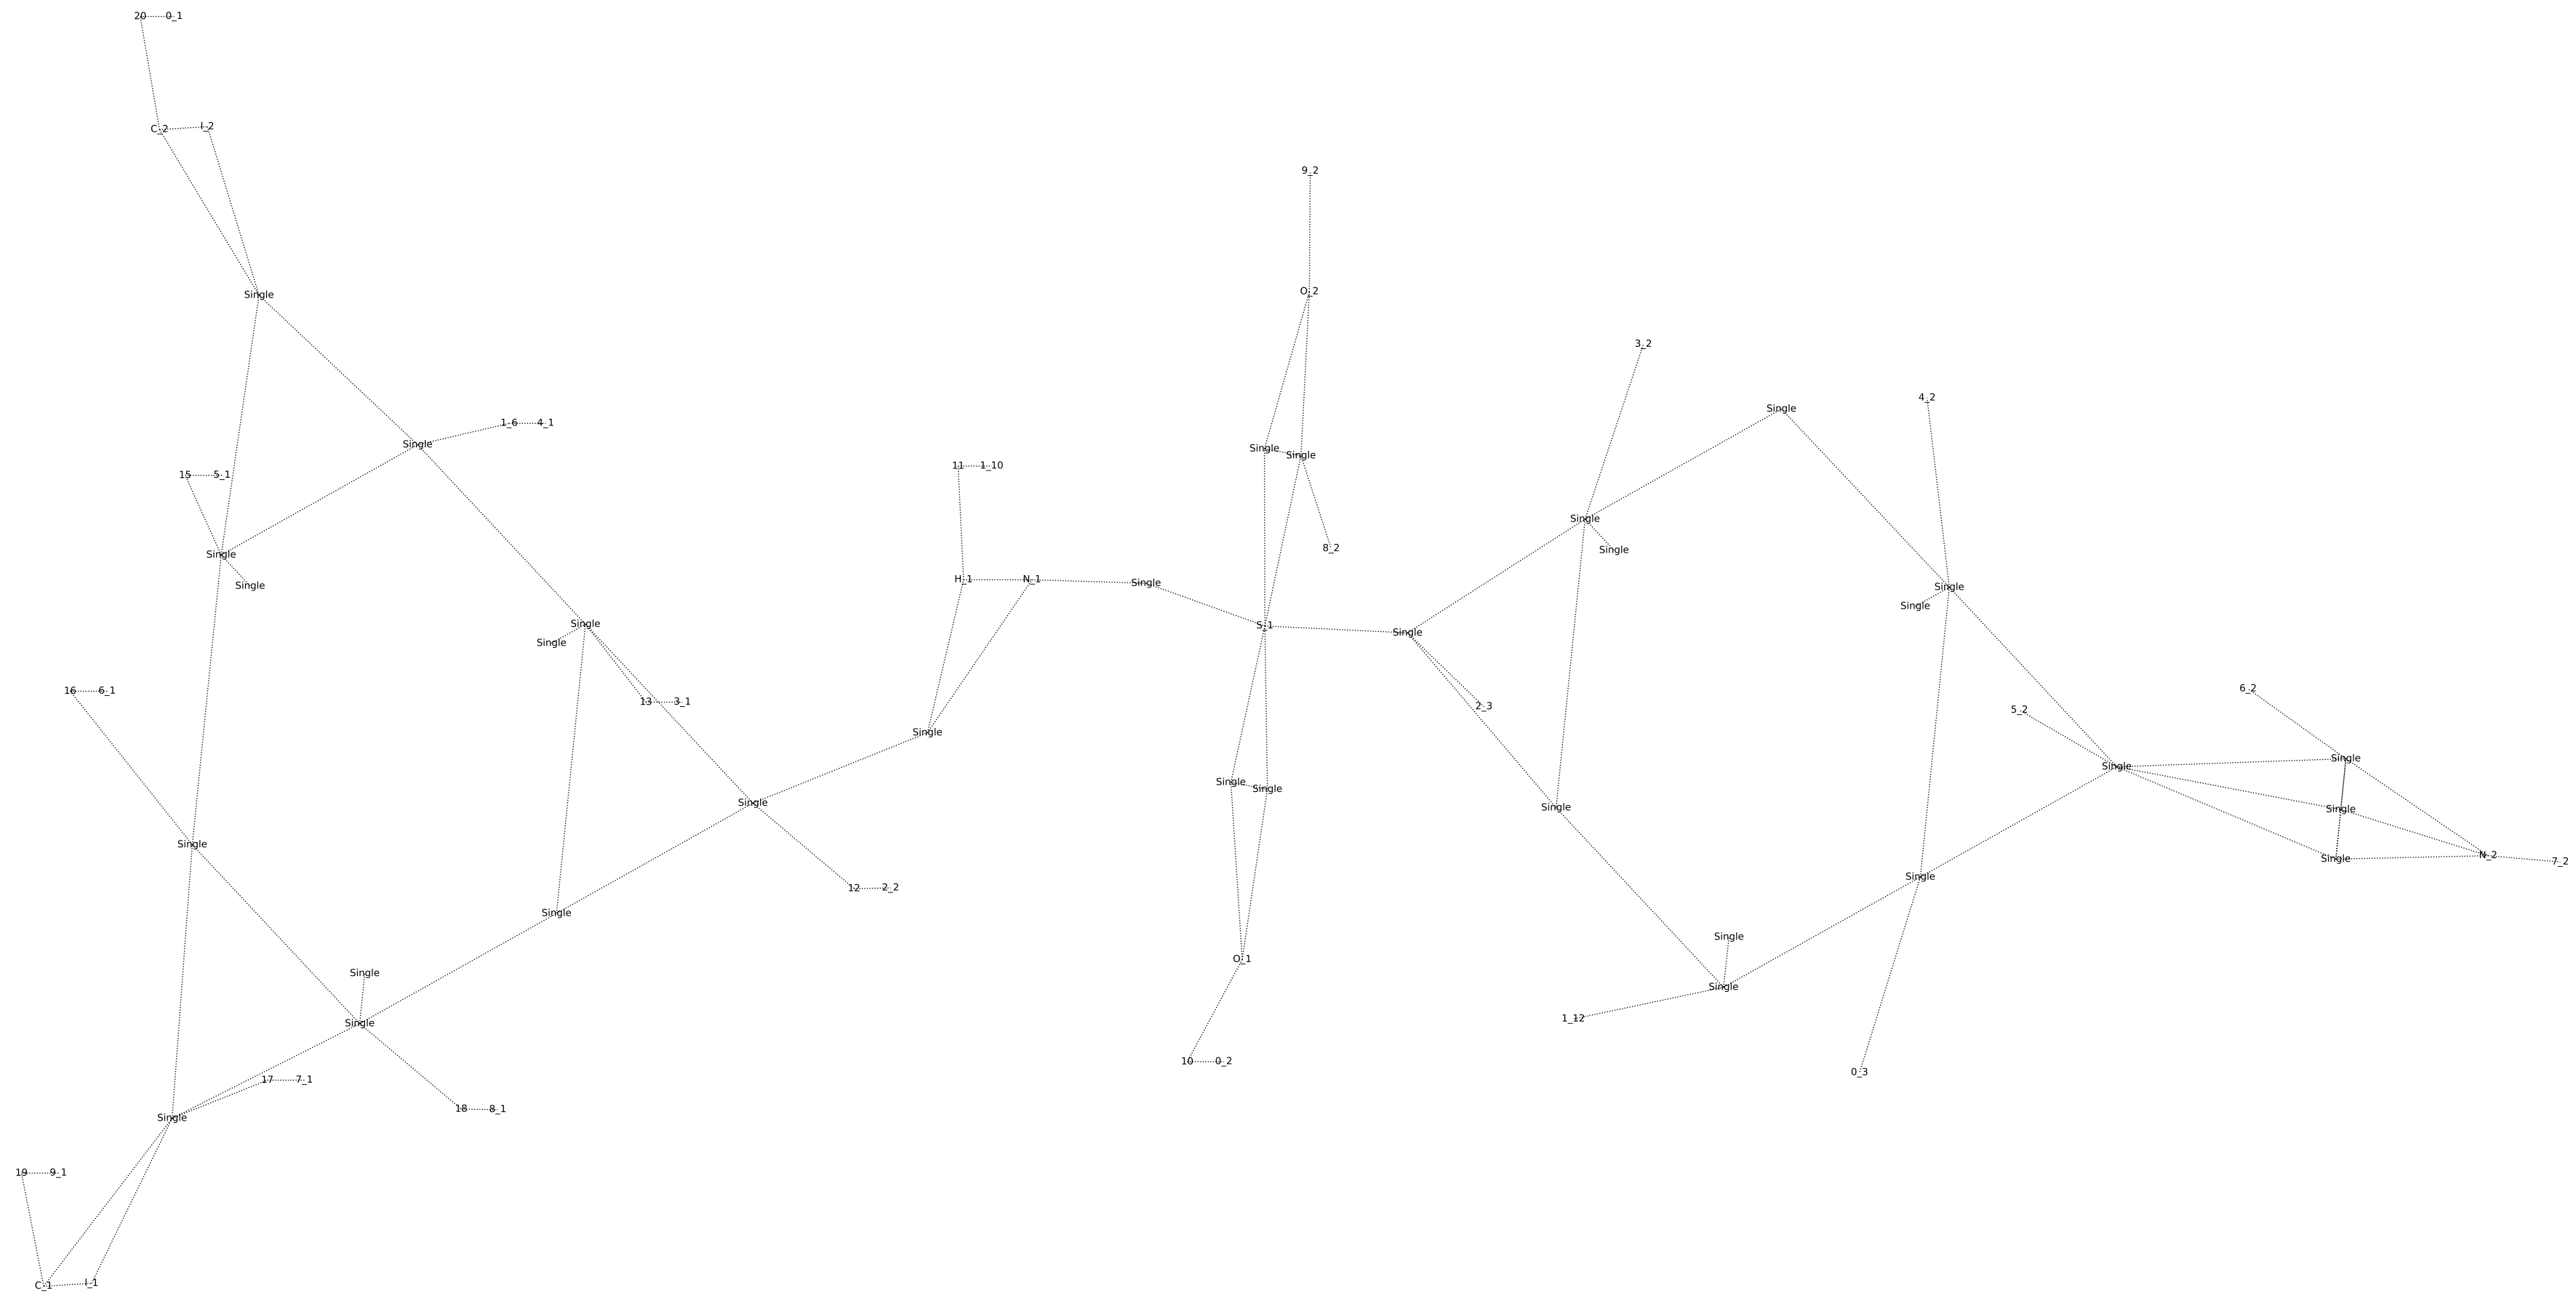 20 0_1
C_2 I_2
9_2
O_2
Single
3_2
4_2
Single
1_6 4_1
Single
Single
Single
11 1_10
15 5_1
Single
Single
8_2
Single
H_1 N_1
Single
Single
Single
Single
Single
S_1
Single
Single
6_2
16 6_1
13 3_1
2_3
5_2
Single
Single
Single
Single
Single
Single
Single
Single
Single
N_2
Single
7_2
Single
12 2_2
Single
Single
O_1
Single
Single
1_12
Single
10 0_2
0_3
17 7_1
18 8_1
Single
19 9_1
C_1 I_1